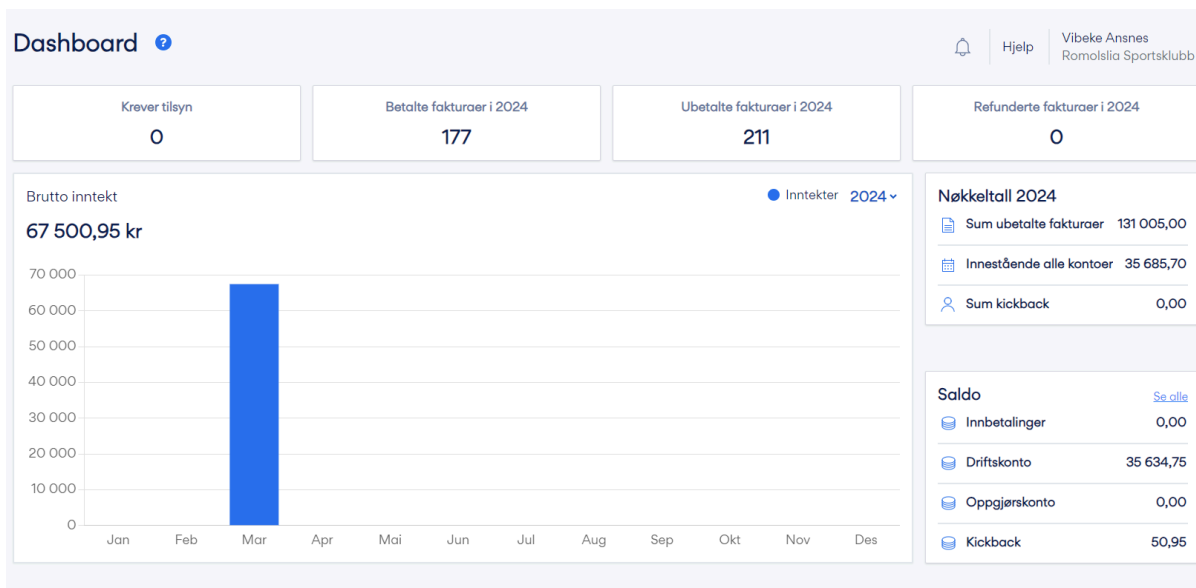 Dashboard ?
Hjelp
Vibeke Ansnes
Romolslia Sportsklubb
Krever tilsyn
0
Betalte fakturaer i 2024
177
Ubetalte fakturaer i 2024
211
Refunderte fakturaer i 2024
0
Brutto inntekt
67 500,95 kr
Inntekter 2024
70 000
60 000
50 000
40 000
30 000
20 000
10 000
0
Jan Feb Mar Apr Mai Jun Jul Aug Sep Okt Nov Des
Nøkkeltall 2024
Sum ubetalte fakturaer 131 005,00
Innestående alle kontoer 35 685,70
Sum kickback 0,00
Saldo Se alle
Innbetalinger 0,00
Driftskonto 35 634,75
Oppgjørskonto 0,00
Kickback 50,95